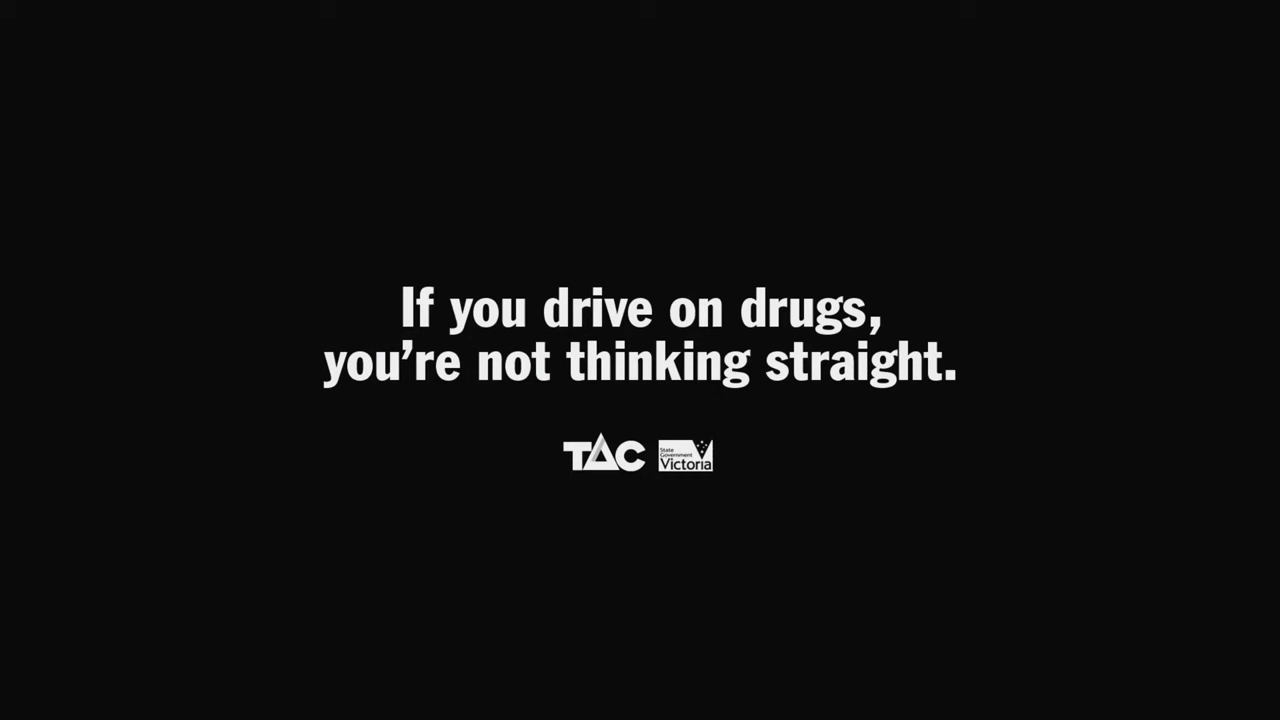 If you drive on drugs,
you're not thinking straight.
TAC
State
Government
Victoria